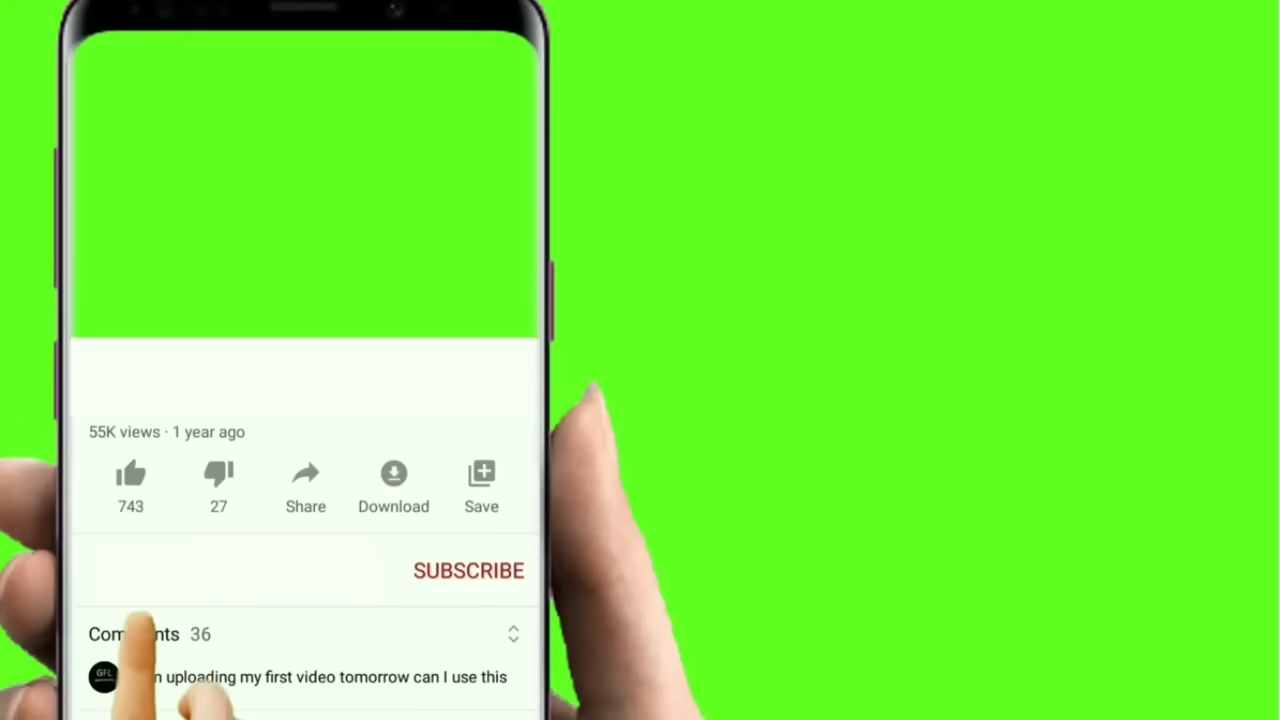 55K views · 1 year ago
743 27 Share Download Save
SUBSCRIBE
Com nts 36
GFL
uploading my first video tomorrow can I use this